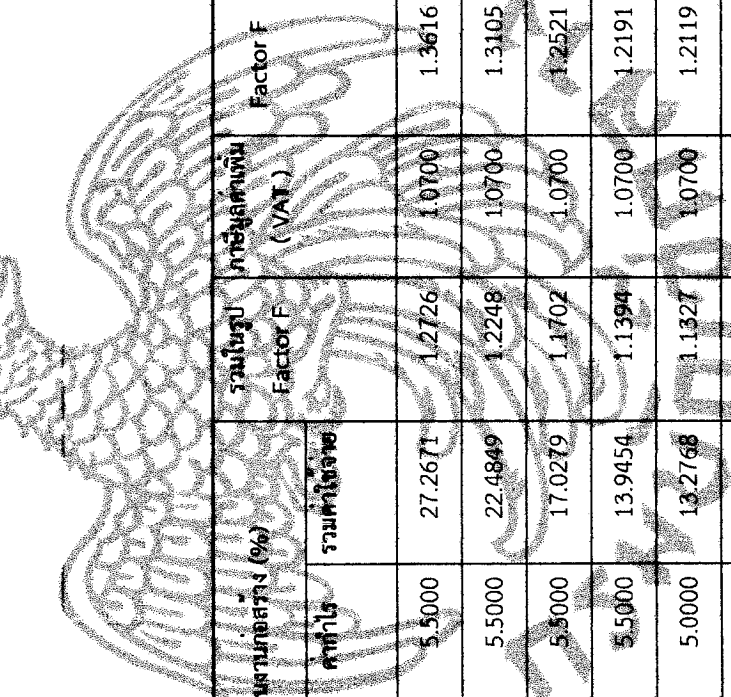 นงานก่อสร้าง (%) รวมในรูป ภาษีมูลค่าเพิ่ม Factor F
ค่ากำไร รวมค่าใช้จ่าย Factor F ( VAT )
5.5000 27.2671 1.2726 1.0700 1.3616
5.5000 22.4849 1.2248 1.0700 1.3105
5.5000 17.0279 1.1702 1.0700 1.2521
5.5000 13.9454 1.1394 1.0700 1.2191
5.0000 13.2768 1.1327 1.0700 1.2119